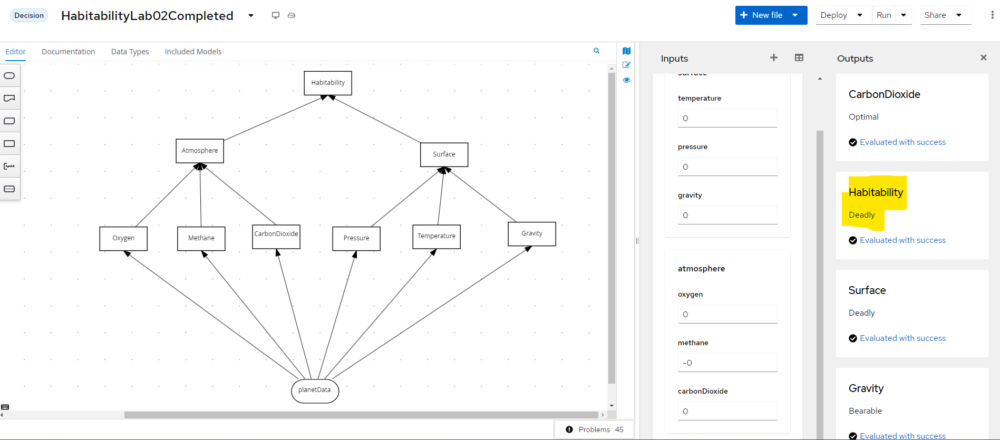 Decision
HabitabilityLab02Completed
New file
Deploy
Run
Share
Editor
Documentation
Data Types
Included Models
Habitability
Atmosphere
Surface
Oxygen
Methane
CarbonDioxide
Pressure
Temperature
Gravity
planetData
Problems 45
Inputs
surface
temperature
0
pressure
0
gravity
0
atmosphere
oxygen
0
methane
-0
carbonDioxide
0
Outputs
CarbonDioxide
Optimal
Evaluated with success
Habitability
Deadly
Evaluated with success
Surface
Deadly
Evaluated with success
Gravity
Bearable
Evaluated with success